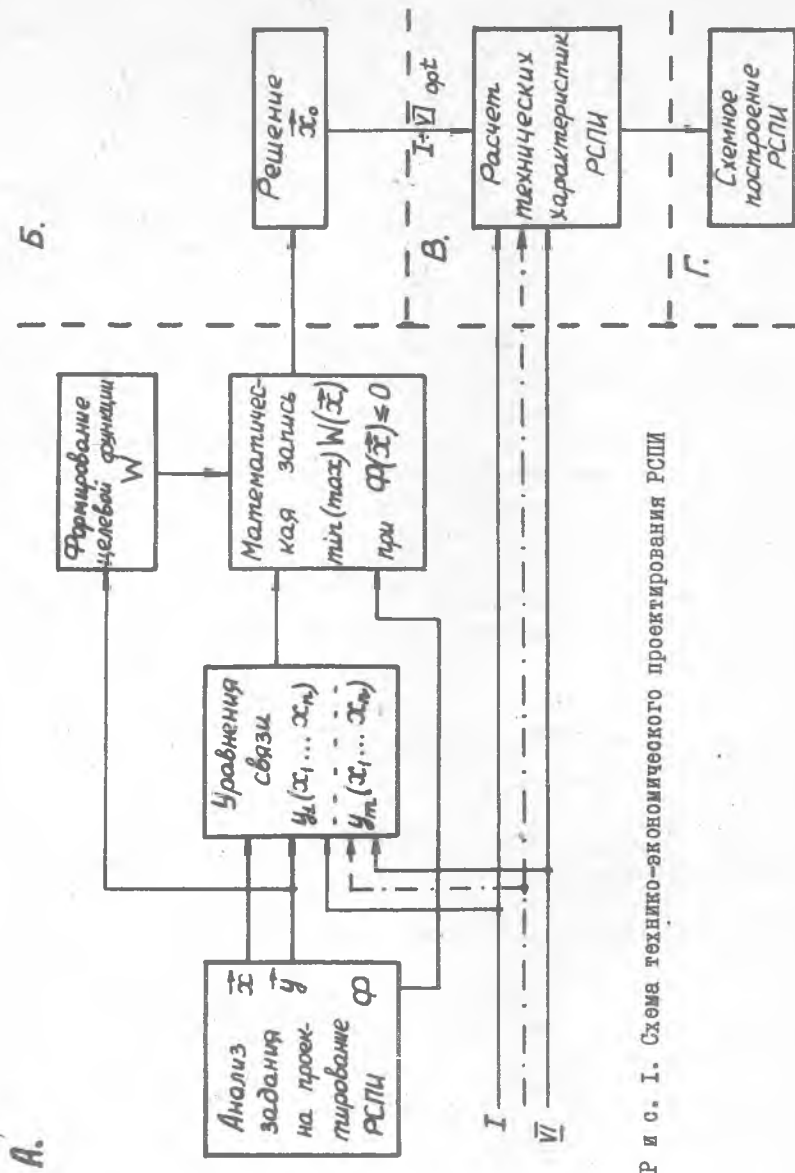 А.
Анализ
задания
на проек-
тирование
РСПИ
x⃗
y⃗
Ф
Уравнения
связи
y₁(x₁...xₙ)
yₘ(x₁...xₙ)
Формирование
целевой функции
W
Математичес-
кая запись
min(max)W(x⃗)
при Ф(x⃗)≤0
Б.
Решение
x⃗₀
В.
I÷VI opt
Расчет
технических
характеристик
РСПИ
Г.
Схемное
построение
РСПИ
I
VI
Р и с. I. Схема технико-экономического проектирования РСПИ